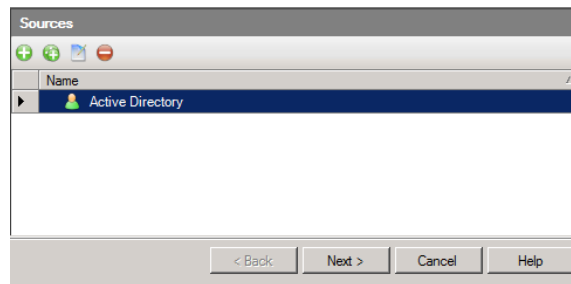 Sources
Name
Active Directory
< Back
Next >
Cancel
Help